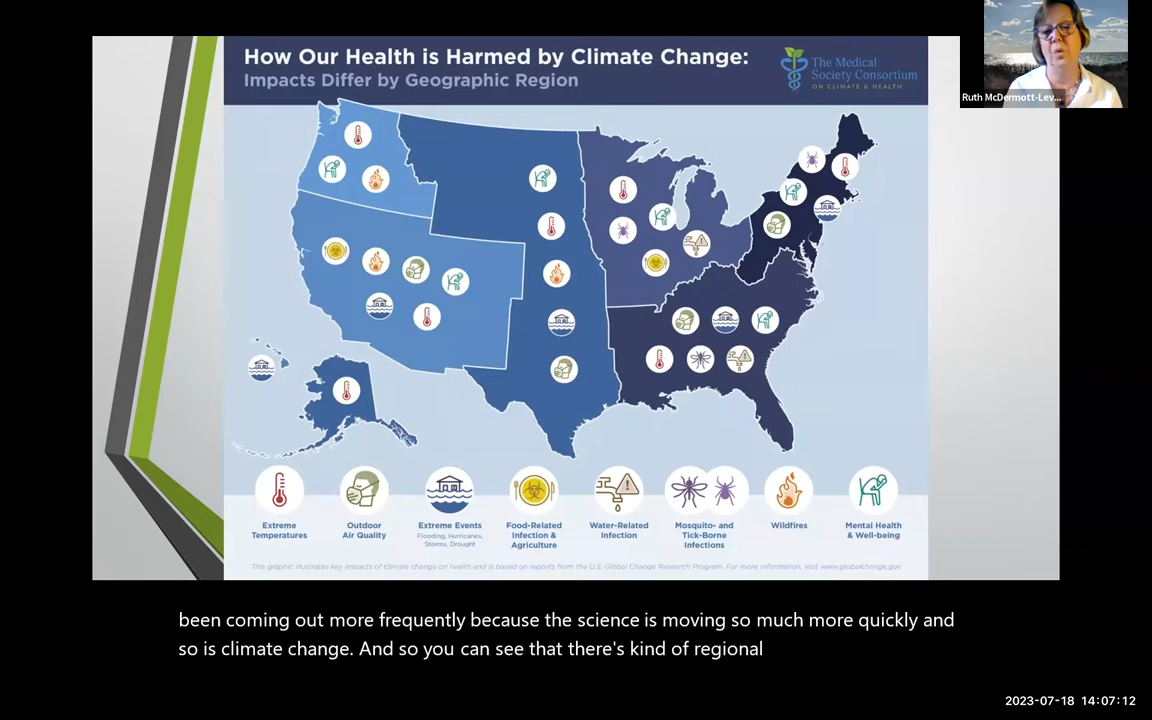 How Our Health is Harmed by Climate Change:
Impacts Differ by Geographic Region
The Medical
Society Consortium
ON CLIMATE & HEALTH
Ruth McDermott-Lev...
Extreme
Temperatures
Outdoor
Air Quality
Extreme Events
Flooding, Hurricanes,
Storms, Drought
Food-Related
Infection &
Agriculture
Water-Related
Infection
Mosquito- and
Tick-Borne
Infections
Wildfires
Mental Health
& Well-being
This graphic illustrates key impacts of climate change on health and is based on reports from the U.S. Global Change Research Program. For more information, visit www.globalchange.gov
been coming out more frequently because the science is moving so much more quickly and
so is climate change. And so you can see that there's kind of regional
2023-07-18 14:07:12